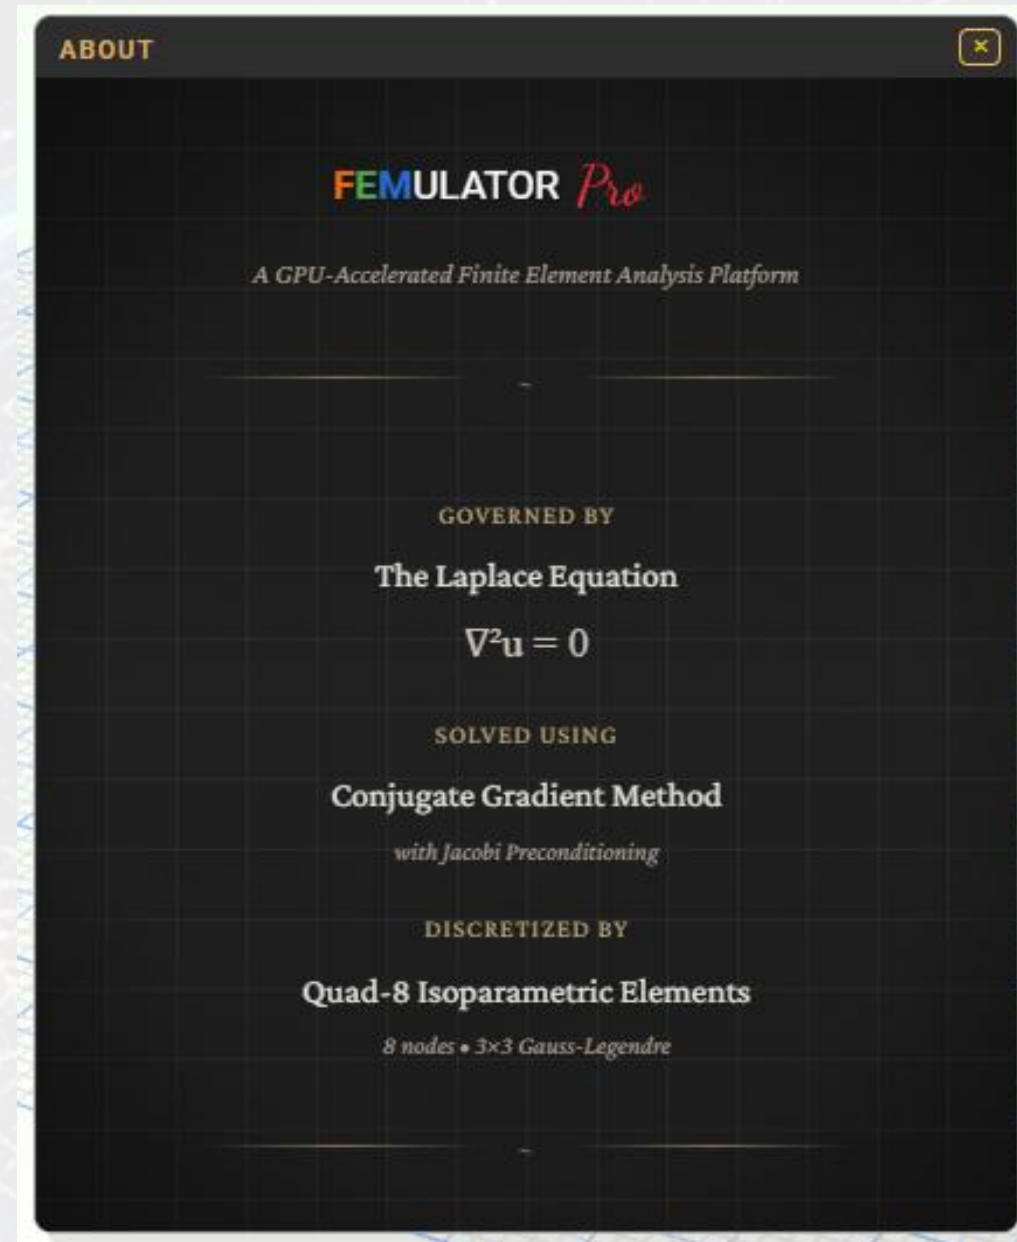 ABOUT
×
FEMULATOR Pro
A GPU-Accelerated Finite Element Analysis Platform
~
GOVERNED BY
The Laplace Equation
∇²u = 0
SOLVED USING
Conjugate Gradient Method
with Jacobi Preconditioning
DISCRETIZED BY
Quad-8 Isoparametric Elements
8 nodes • 3×3 Gauss-Legendre
~